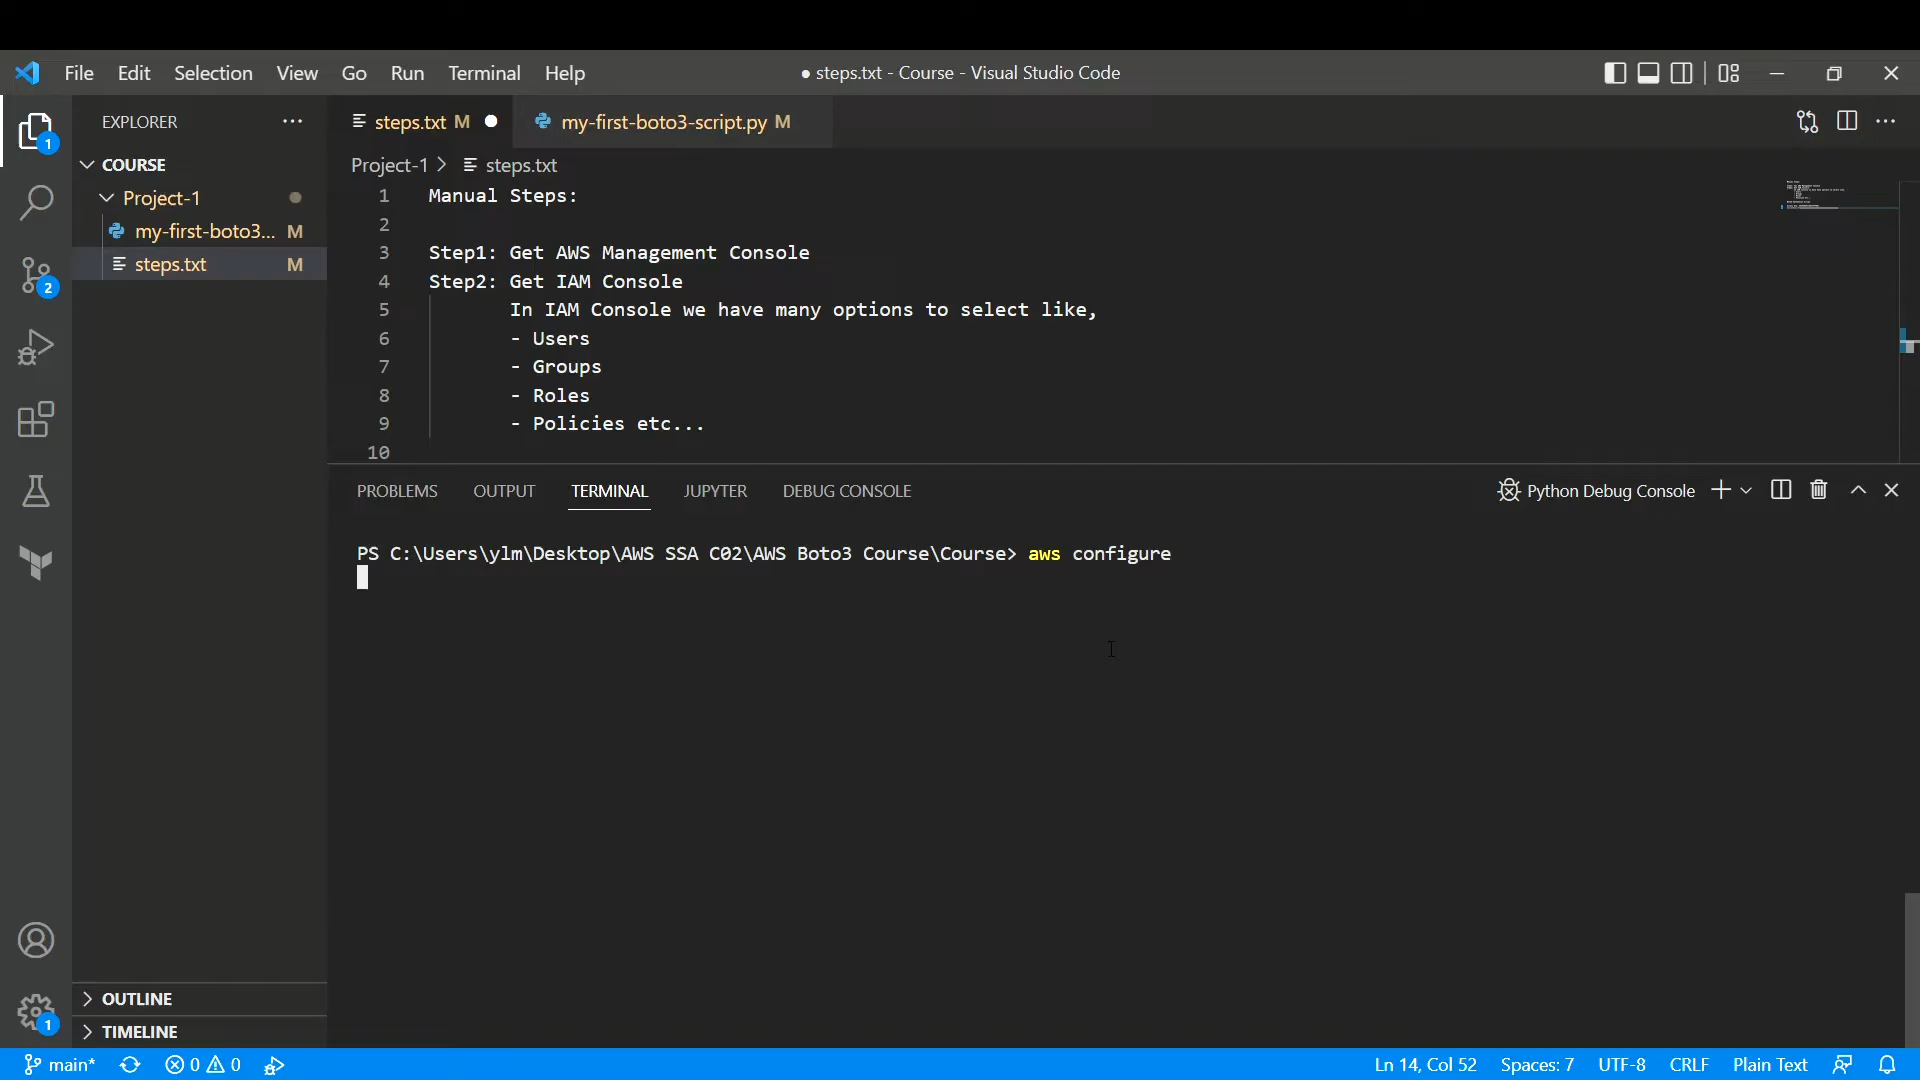 File Edit Selection View Go Run Terminal Help
● steps.txt - Course - Visual Studio Code
EXPLORER
steps.txt M
my-first-boto3-script.py M
COURSE
Project-1 > steps.txt
Project-1
my-first-boto3... M
steps.txt M
1 Manual Steps:
2
3 Step1: Get AWS Management Console
4 Step2: Get IAM Console
5 In IAM Console we have many options to select like,
6 - Users
7 - Groups
8 - Roles
9 - Policies etc...
10
PROBLEMS OUTPUT TERMINAL JUPYTER DEBUG CONSOLE
Python Debug Console
PS C:\Users\ylm\Desktop\AWS SSA C02\AWS Boto3 Course\Course> aws configure
1
2
1
OUTLINE
TIMELINE
main* 0 0 Ln 14, Col 52 Spaces: 7 UTF-8 CRLF Plain Text